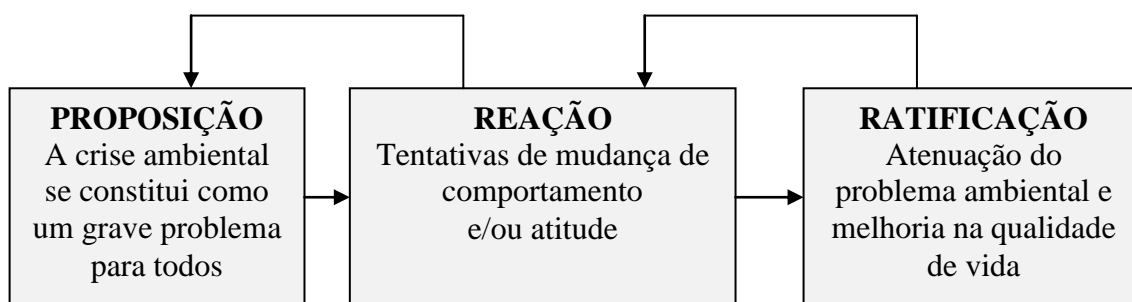 PROPOSIÇÃO
A crise ambiental
se constitui como
um grave problema
para todos
REAÇÃO
Tentativas de mudança de
comportamento
e/ou atitude
RATIFICAÇÃO
Atenuação do
problema ambiental e
melhoria na qualidade
de vida